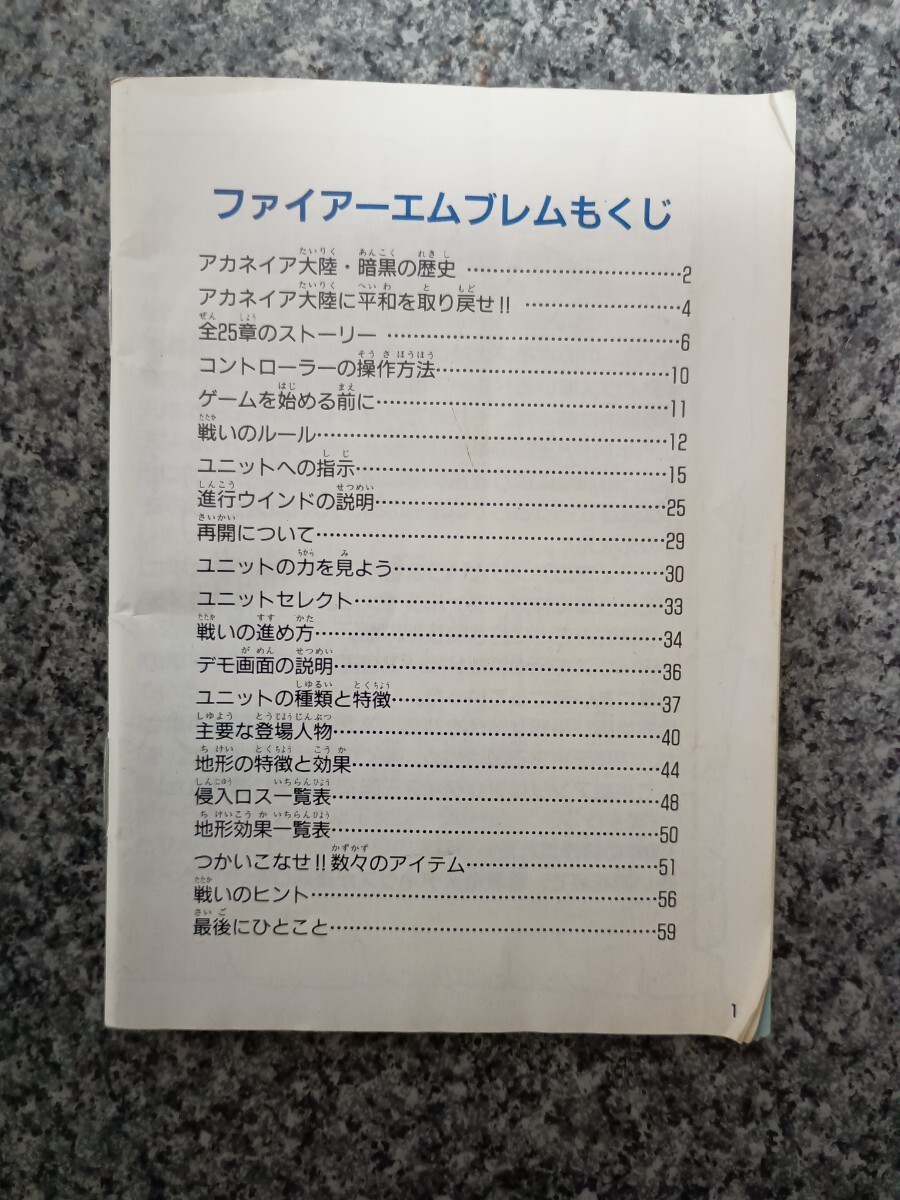 ファイアーエムブレムもくじ
アカネイア大陸・暗黒の歴史 ……………………………2
アカネイア大陸に平和を取り戻せ!! ……………………4
全25章のストーリー ………………………………………6
コントローラーの操作方法…………………………………10
ゲームを始める前に…………………………………………11
戦いのルール…………………………………………………12
ユニットへの指示……………………………………………15
進行ウインドの説明…………………………………………25
再開について…………………………………………………29
ユニットの力を見よう………………………………………30
ユニットセレクト……………………………………………33
戦いの進め方…………………………………………………34
デモ画面の説明………………………………………………36
ユニットの種類と特徴………………………………………37
主要な登場人物………………………………………………40
地形の特徴と効果……………………………………………44
侵入ロス一覧表………………………………………………48
地形効果一覧表………………………………………………50
つかいこなせ!!数々のアイテム……………………………51
戦いのヒント…………………………………………………56
最後にひとこと………………………………………………59
1